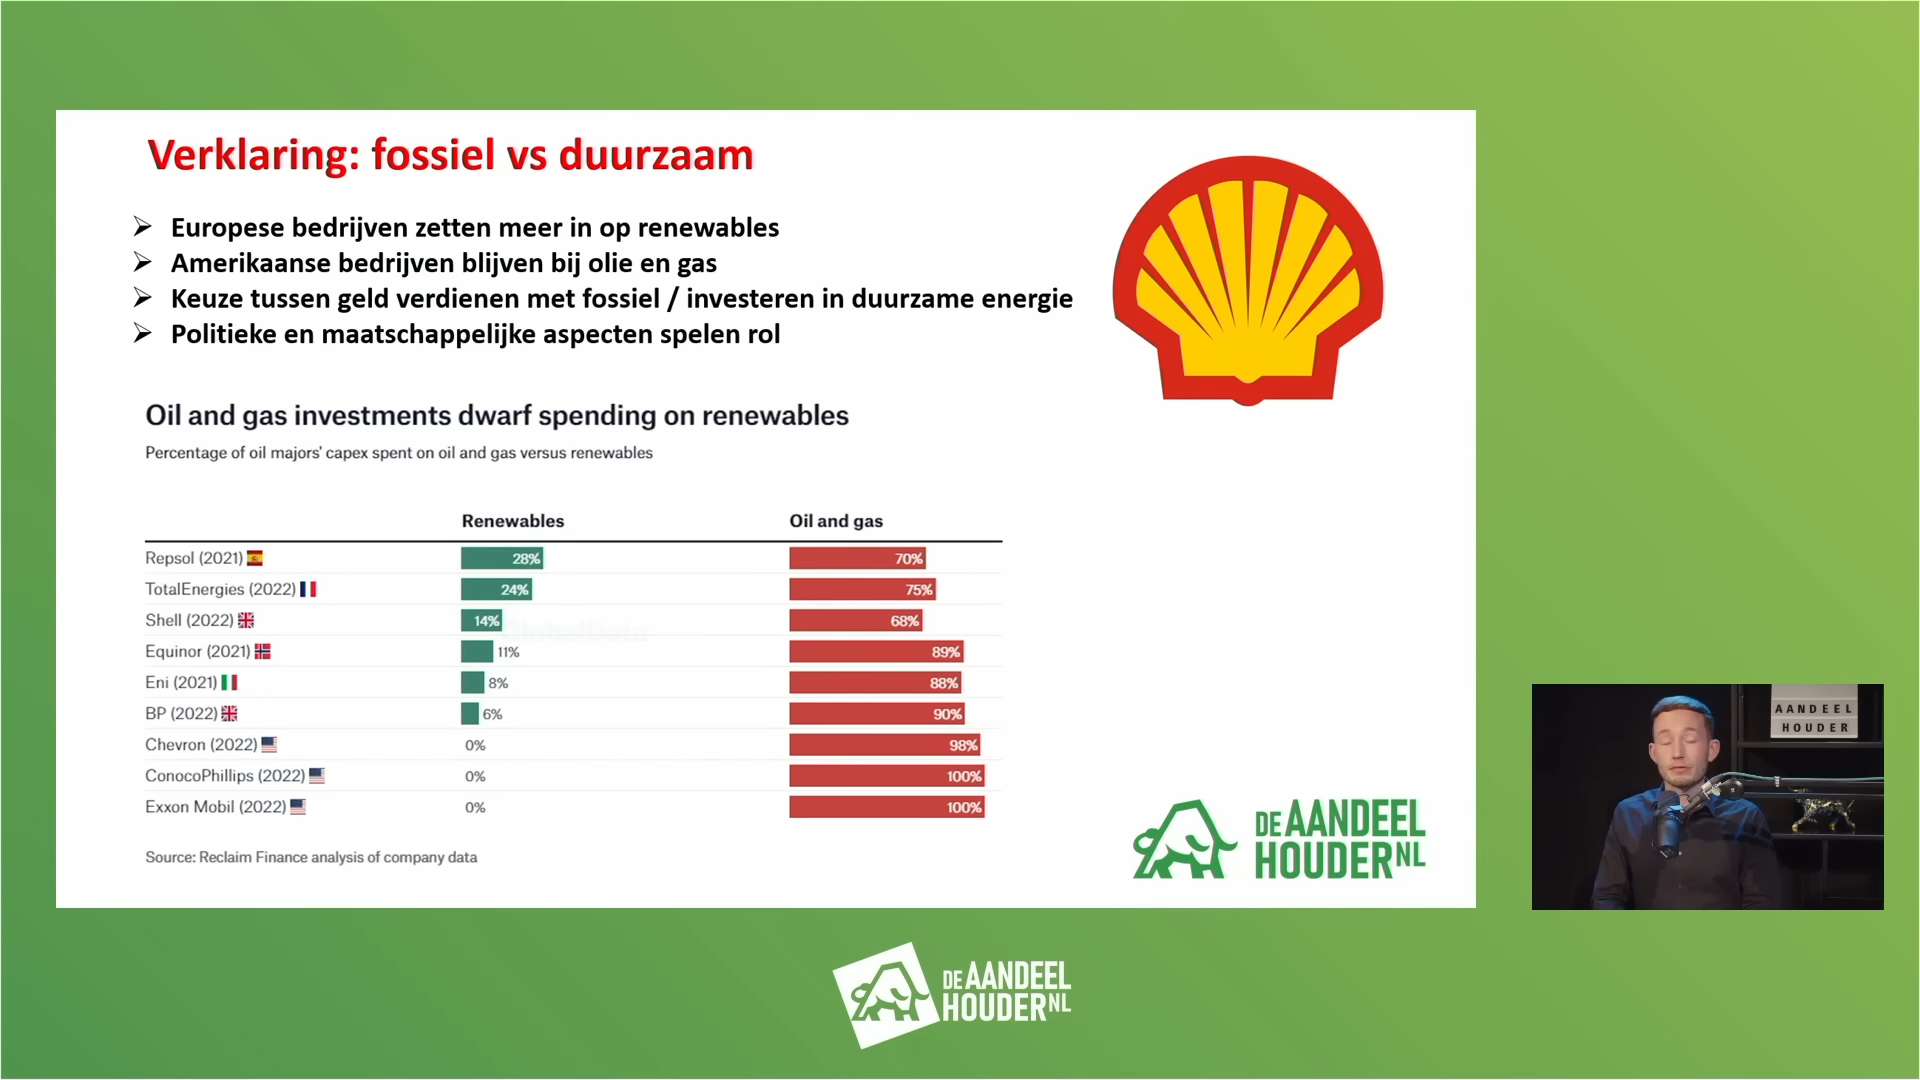 Verklaring: fossiel vs duurzaam
Europese bedrijven zetten meer in op renewables
Amerikaanse bedrijven blijven bij olie en gas
Keuze tussen geld verdienen met fossiel / investeren in duurzame energie
Politieke en maatschappelijke aspecten spelen rol
Oil and gas investments dwarf spending on renewables
Percentage of oil majors' capex spent on oil and gas versus renewables
Renewables Oil and gas
Repsol (2021) 28% 70%
TotalEnergies (2022) 24% 75%
Shell (2022) 14% 68%
GlobalData
Equinor (2021) 11% 89%
Eni (2021) 8% 88%
BP (2022) 6% 90%
Chevron (2022) 0% 98%
ConocoPhillips (2022) 0% 100%
Exxon Mobil (2022) 0% 100%
Source: Reclaim Finance analysis of company data
DE AANDEEL
HOUDER NL
AANDEEL
HOUDER
DE AANDEEL
HOUDER NL